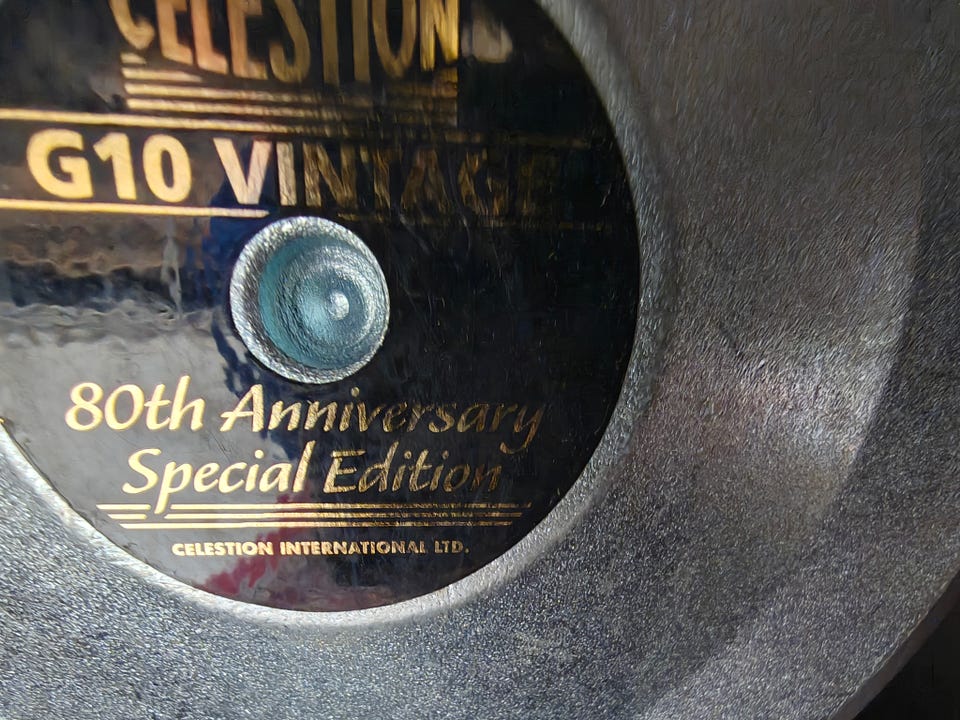 CELESTION
G10 VINTAGE
80th Anniversary
Special Edition
CELESTION INTERNATIONAL LTD.